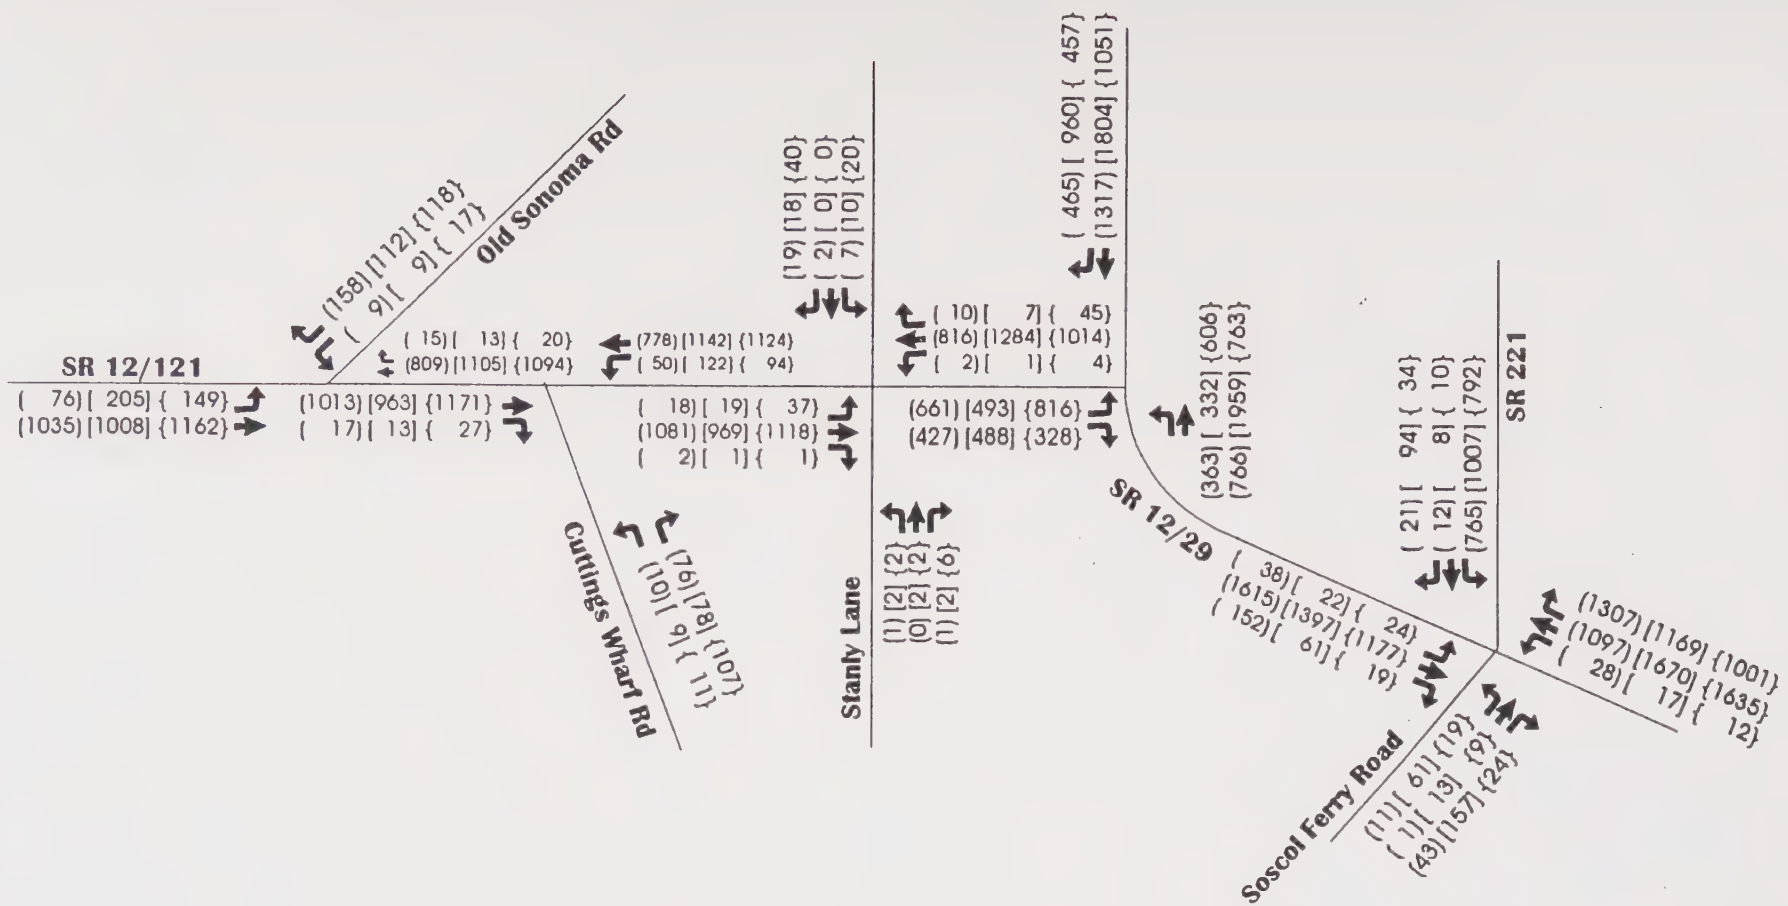 ( 465) [ 960] { 457}
(1317) [1804] {1051}
Old Sonoma Rd
(158) [112] {118}
( 9) [ 9] { 17}
(19) [18] {40}
( 2) [ 0] { 0}
( 7) [10] {20}
SR 12/121
( 15) [ 13] { 20}
(809) [1105] {1094}
(778) [1142] {1124}
( 50) [ 122] { 94}
( 10) [ 7] { 45}
(816) [1284] {1014}
( 2) [ 1] { 4}
( 76) [ 205] { 149}
(1035) [1008] {1162}
(1013) [963] {1171}
( 17) [ 13] { 27}
( 18) [ 19] { 37}
(1081) [969] {1118}
( 2) [ 1] { 1}
(661) [493] {816}
(427) [488] {328}
(363) [ 332] {606}
(766) [1959] {763}
SR 221
( 21) [ 94] { 34}
( 12) [ 8] { 10}
(765) [1007] {792}
Cuttings Wharf Rd
(76) [78] {107}
(10) [ 9] { 11}
Stanly Lane
(1) [2] {2}
(0) [2] {2}
(1) [2] {6}
SR 12/29
( 38) [ 22] { 24}
(1615) [1397] {1177}
( 152) [ 61] { 19}
(1307) [1169] {1001}
(1097) [1670] {1635}
( 28) [ 17] { 12}
Soscol Ferry Road
(11) [ 61] {19}
( 1) [ 13] {9}
(43) [157] {24}